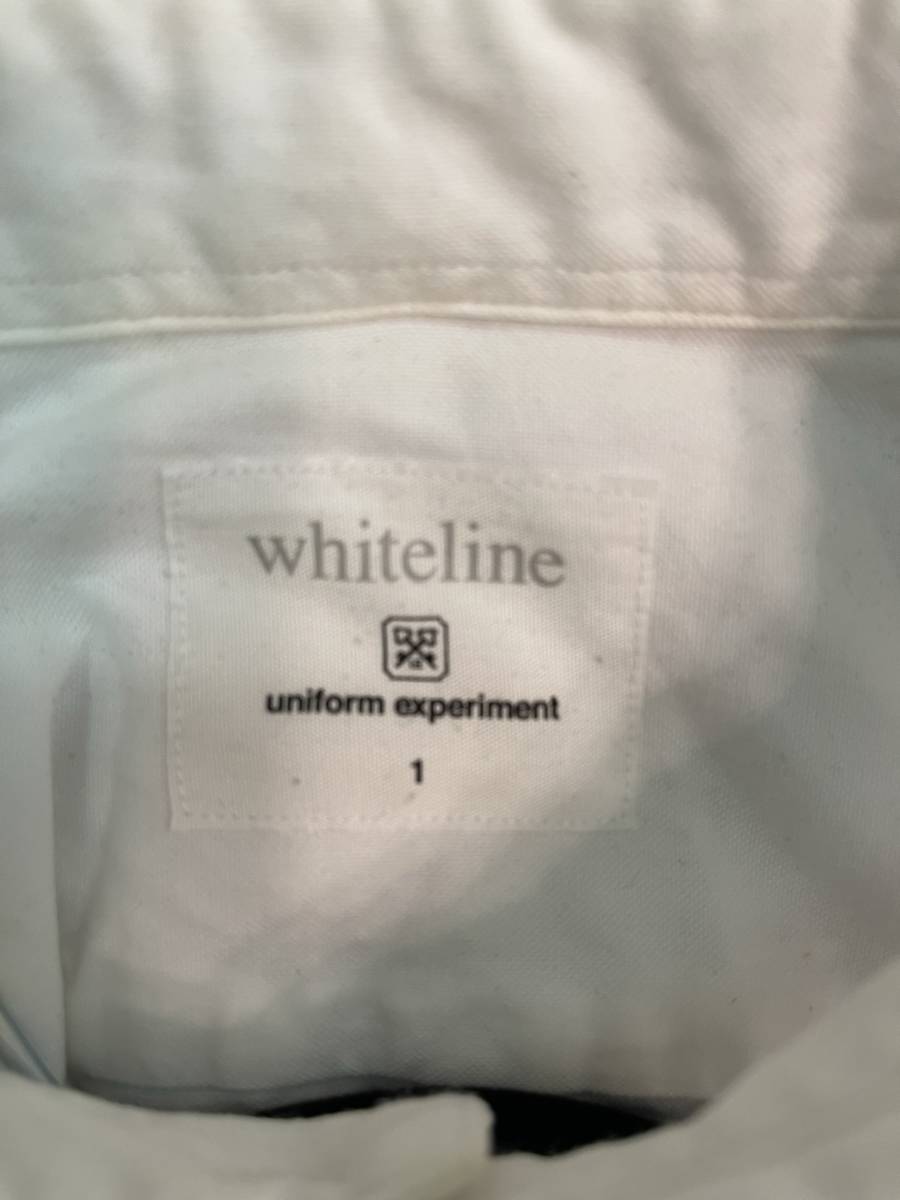 whiteline
uniform experiment
1